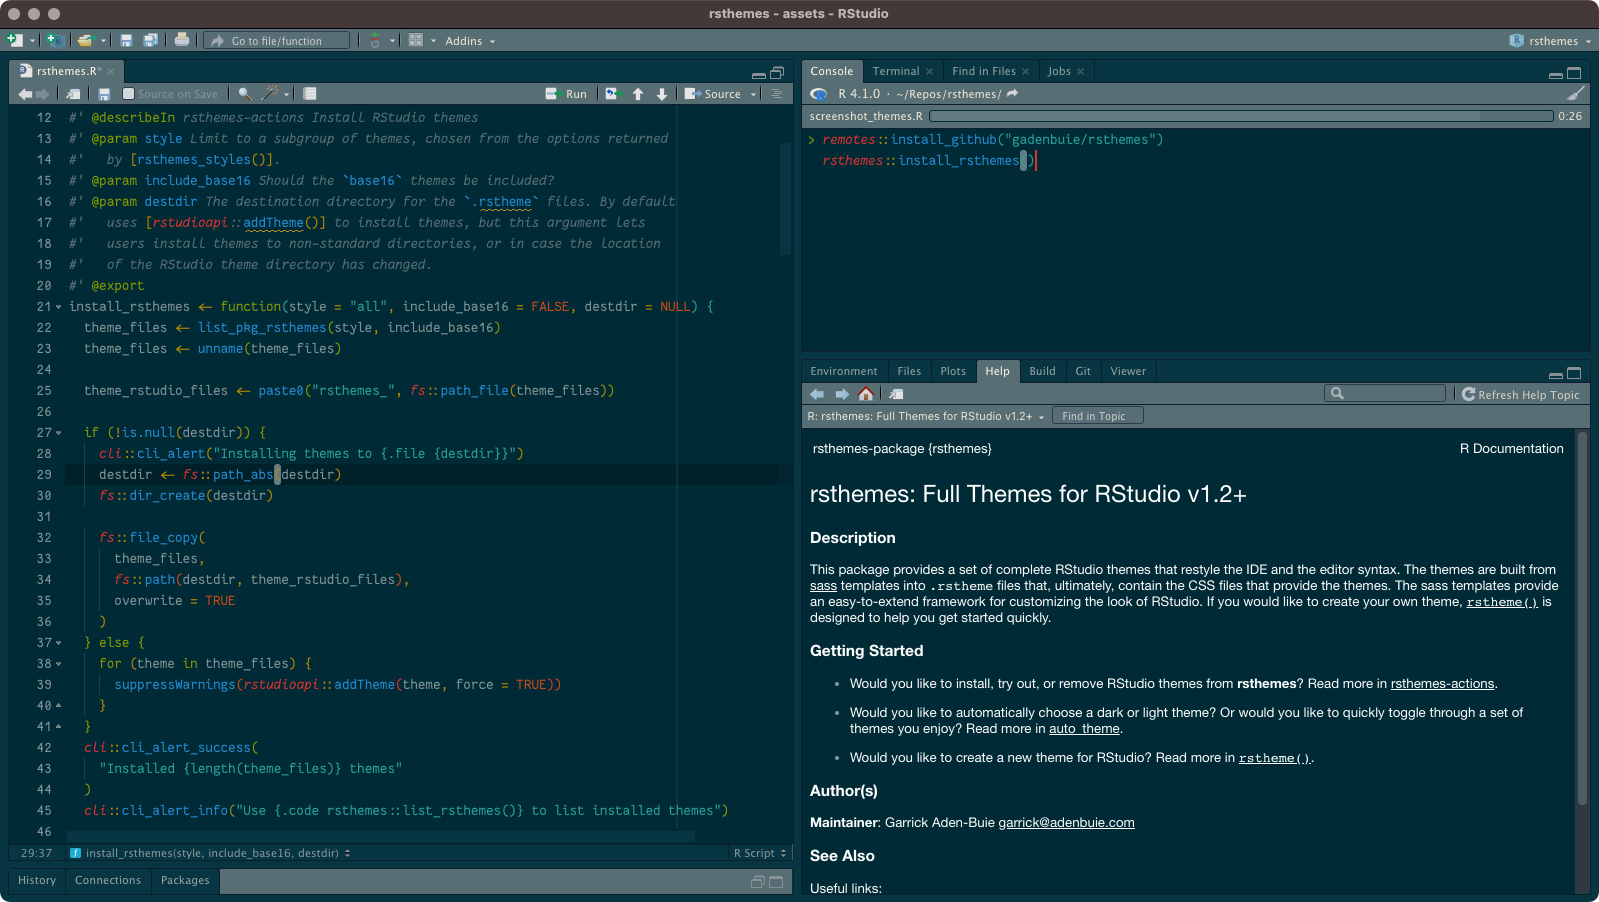 rsthemes - assets - RStudio
Go to file/function
Addins
rsthemes
rsthemes.R*
Source on Save
Run
Source
12 #' @describeIn rsthemes-actions Install RStudio themes
13 #' @param style Limit to a subgroup of themes, chosen from the options returned
14 #'   by [rsthemes_styles()].
15 #' @param include_base16 Should the `base16` themes be included?
16 #' @param destdir The destination directory for the `.rstheme` files. By default
17 #'   uses [rstudioapi::addTheme()] to install themes, but this argument lets
18 #'   users install themes to non-standard directories, or in case the location
19 #'   of the RStudio theme directory has changed.
20 #' @export
21 install_rsthemes <- function(style = "all", include_base16 = FALSE, destdir = NULL) {
22   theme_files <- list_pkg_rsthemes(style, include_base16)
23   theme_files <- unname(theme_files)
24
25   theme_rstudio_files <- paste0("rsthemes_", fs::path_file(theme_files))
26
27   if (!is.null(destdir)) {
28     cli::cli_alert("Installing themes to {.file {destdir}}")
29     destdir <- fs::path_abs(destdir)
30     fs::dir_create(destdir)
31
32     fs::file_copy(
33       theme_files,
34       fs::path(destdir, theme_rstudio_files),
35       overwrite = TRUE
36     )
37   } else {
38     for (theme in theme_files) {
39       suppressWarnings(rstudioapi::addTheme(theme, force = TRUE))
40     }
41   }
42   cli::cli_alert_success(
43     "Installed {length(theme_files)} themes"
44   )
45   cli::cli_alert_info("Use {.code rsthemes::list_rsthemes()} to list installed themes")
46
29:37 install_rsthemes(style, include_base16, destdir) R Script
History Connections Packages
Console Terminal Find in Files Jobs
R 4.1.0 · ~/Repos/rsthemes/
screenshot_themes.R 0:26
> remotes::install_github("gadenbuie/rsthemes")
rsthemes::install_rsthemes()
Environment Files Plots Help Build Git Viewer
Refresh Help Topic
R: rsthemes: Full Themes for RStudio v1.2+ Find in Topic
rsthemes-package {rsthemes} R Documentation
rsthemes: Full Themes for RStudio v1.2+
Description
This package provides a set of complete RStudio themes that restyle the IDE and the editor syntax. The themes are built from
sass templates into .rstheme files that, ultimately, contain the CSS files that provide the themes. The sass templates provide
an easy-to-extend framework for customizing the look of RStudio. If you would like to create your own theme, rstheme() is
designed to help you get started quickly.
Getting Started
• Would you like to install, try out, or remove RStudio themes from rsthemes? Read more in rsthemes-actions.
• Would you like to automatically choose a dark or light theme? Or would you like to quickly toggle through a set of
themes you enjoy? Read more in auto_theme.
• Would you like to create a new theme for RStudio? Read more in rstheme().
Author(s)
Maintainer: Garrick Aden-Buie garrick@adenbuie.com
See Also
Useful links: